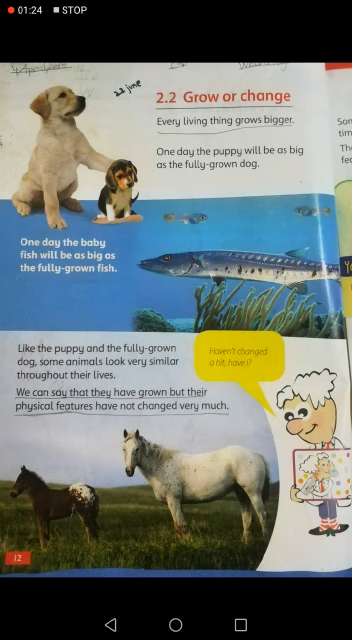 01:24 STOP
22 june
2.2 Grow or change
Every living thing grows bigger.
One day the puppy will be as big
as the fully-grown dog.
Som
tim
The
fea
One day the baby
fish will be as big as
the fully-grown fish.
Like the puppy and the fully-grown
dog, some animals look very similar
throughout their lives.
We can say that they have grown but their
physical features have not changed very much.
Haven't changed
a bit, have I?
12